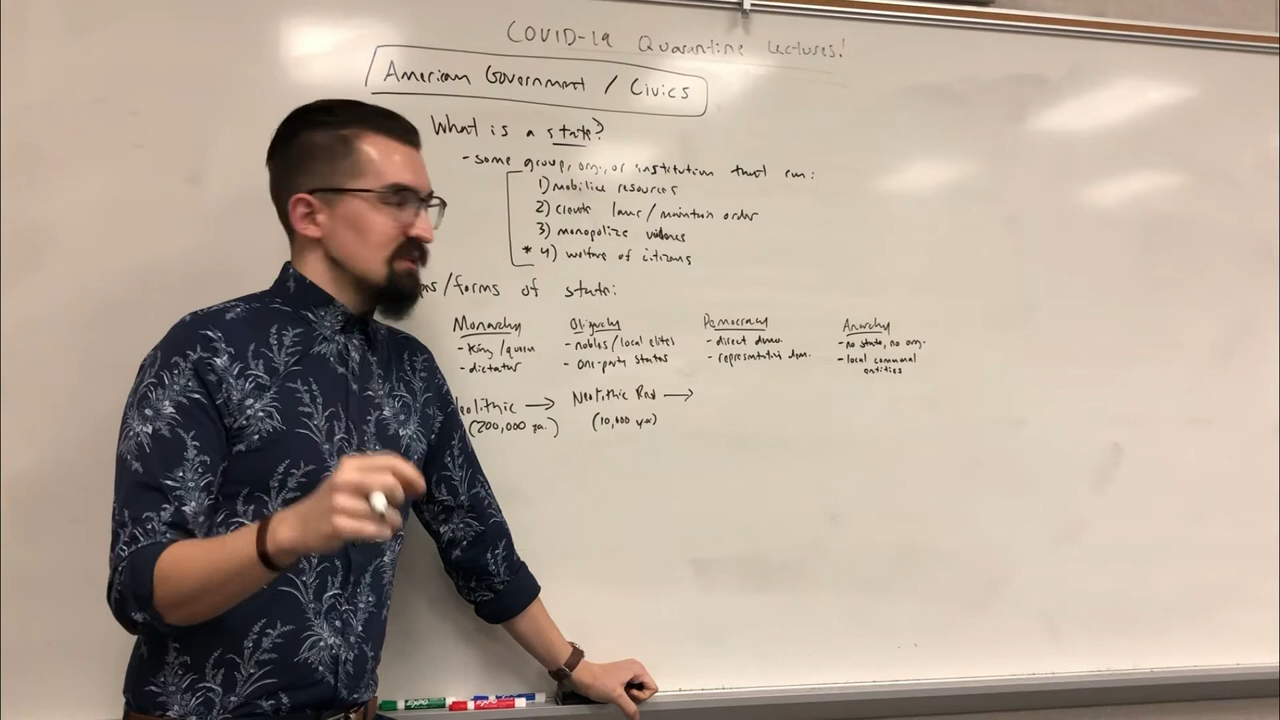 COVID-19 Quarantine Lectures!
American Government / Civics
What is a state?
- some group, org., or institution that can:
1) mobilize resources
2) create laws / maintain order
3) monopolize violence
* 4) welfare of citizens
/forms of state:
Monarchy
- King/queen
- dictator
Oligarchy
- nobles/local elites
- one-party states
Democracy
- direct demo.
- representative dem.
Anarchy
- no state, no org.
- local communal
entities
eolithic → Neolithic Rev →
(200,000 ya.) (10,000 ya)
EXPO
EXPO